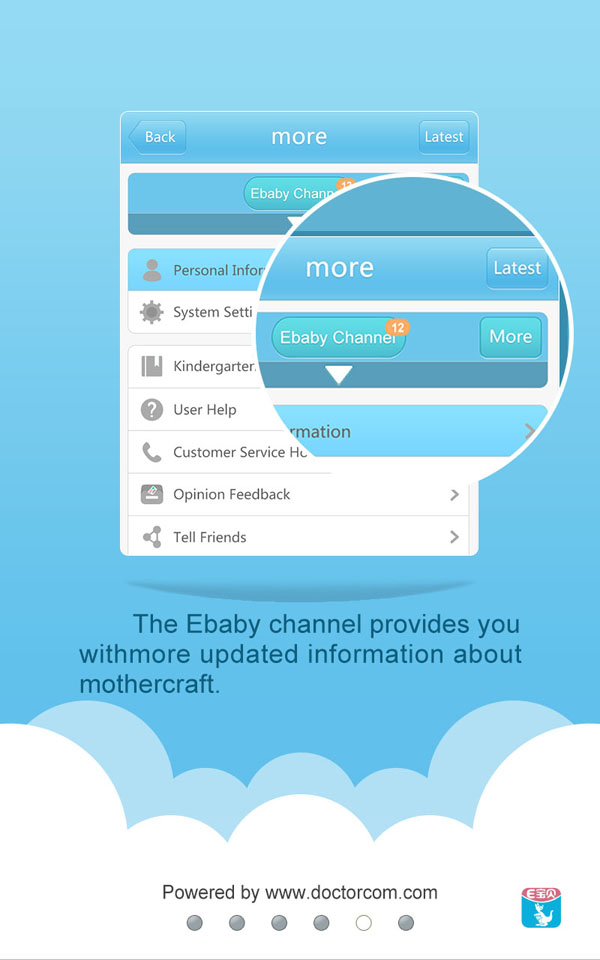 Back
more
Latest
Ebaby Chann
12
more
Latest
Ebaby Channel
12
More
Personal Infor
rmation
System Setti
Kindergarten
User Help
Customer Service Ho
Opinion Feedback
Tell Friends
The Ebaby channel provides you
withmore updated information about
mothercraft.
Powered by www.doctorcom.com
E宝贝